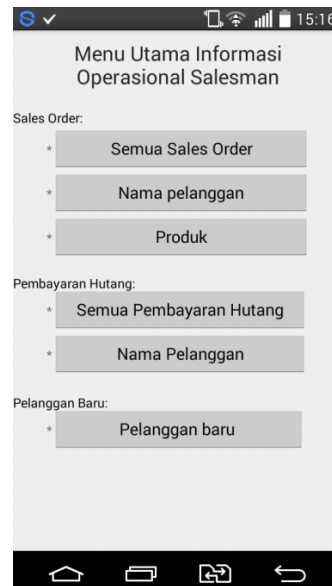 15:16
Menu Utama Informasi
Operasional Salesman
Sales Order:
* Semua Sales Order
* Nama pelanggan
* Produk
Pembayaran Hutang:
* Semua Pembayaran Hutang
* Nama Pelanggan
Pelanggan Baru:
* Pelanggan baru